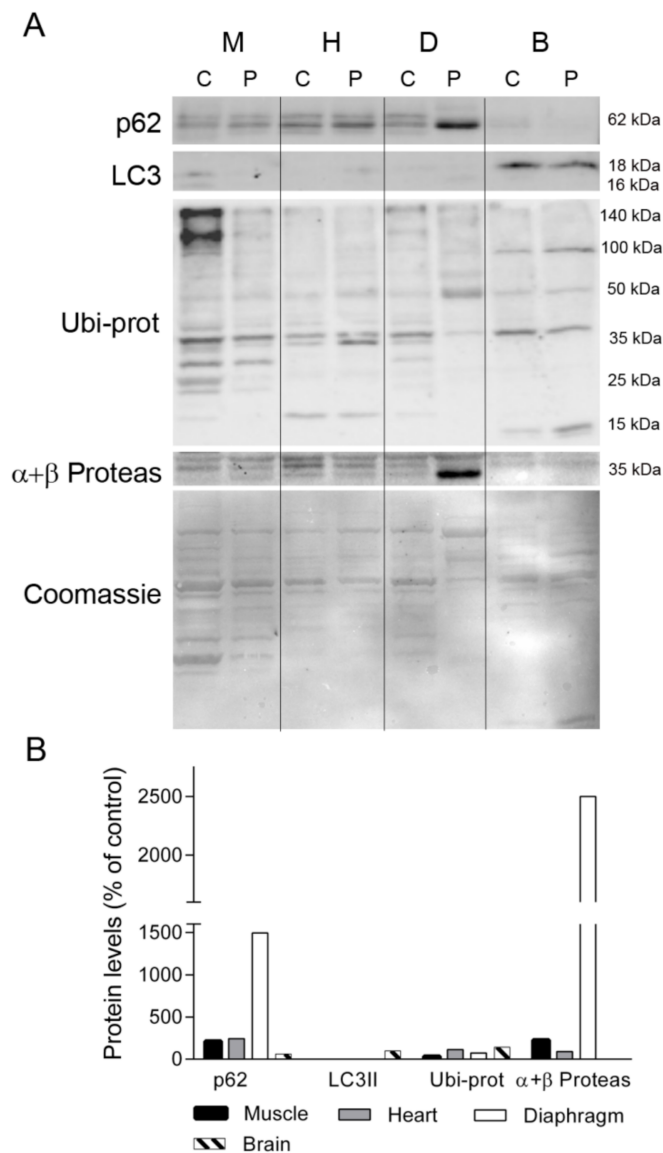 A
M H D B
C P C P C P C P
p62 62 kDa
LC3 18 kDa
16 kDa
140 kDa
100 kDa
50 kDa
Ubi-prot
35 kDa
25 kDa
15 kDa
α+β Proteas 35 kDa
Coomassie
B
Protein levels (% of control)
2500
2000
1500
1000
500
0
p62 LC3II Ubi-prot α+β Proteas
Muscle Heart Diaphragm
Brain